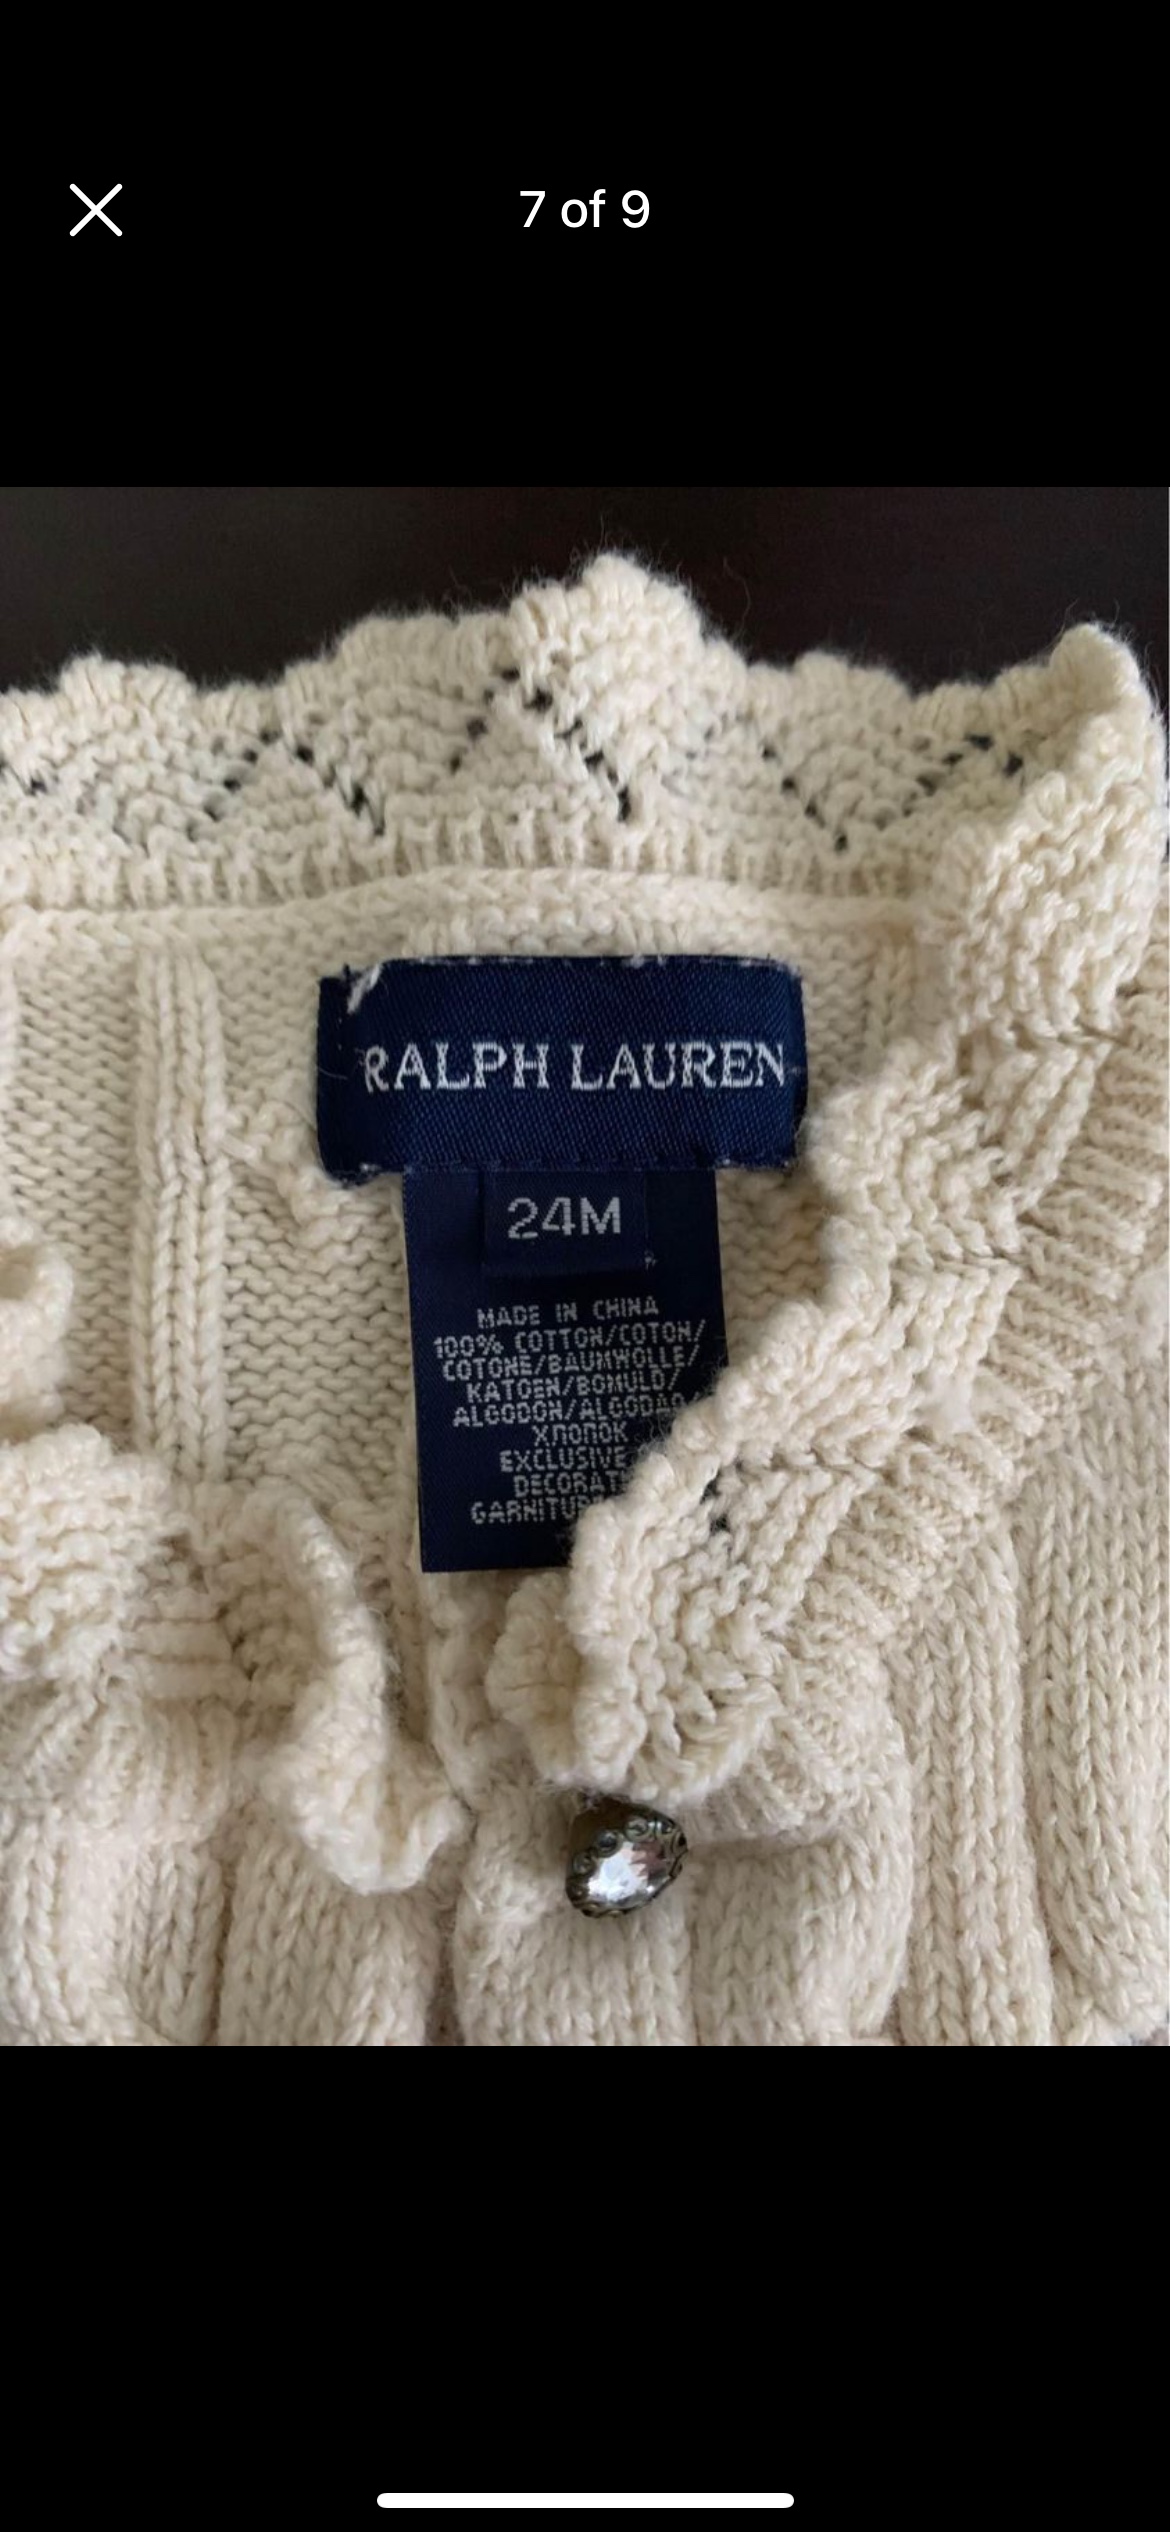 7 of 9
RALPH LAUREN
24M
MADE IN CHINA
100% COTTON/COTON/
COTONE/BAUMWOLLE/
KATOEN/BOMULD/
ALGODON/ALGODAO/
ХЛОПОК
EXCLUSIVE